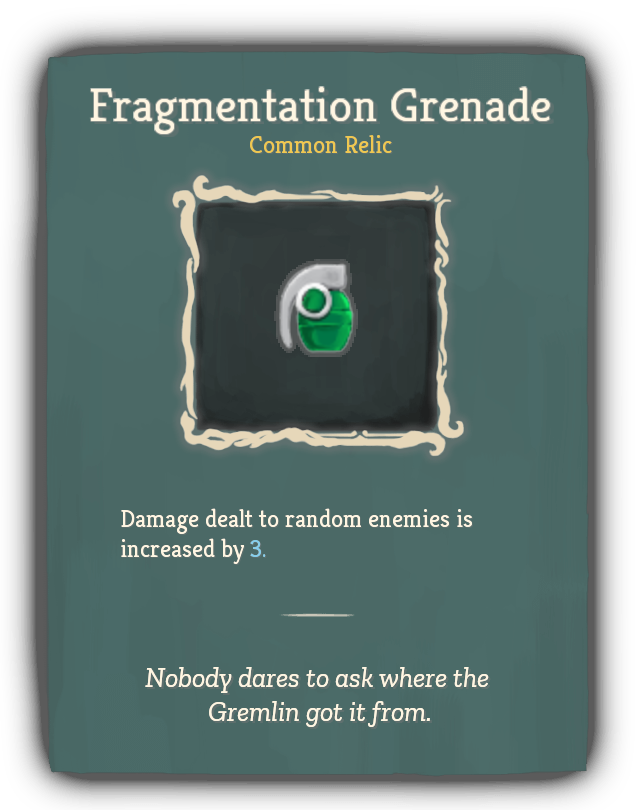 Fragmentation Grenade
Common Relic
Damage dealt to random enemies is
increased by 3.
Nobody dares to ask where the
Gremlin got it from.